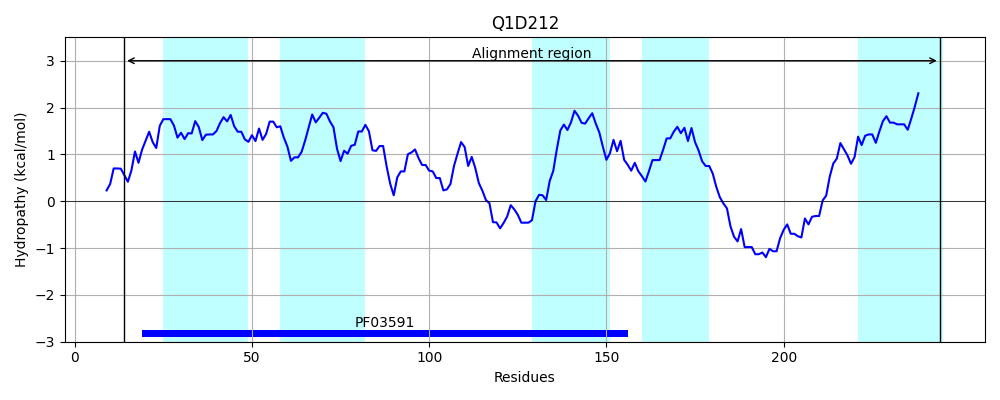 Q1D212
Alignment region
3
2
1
0
−1
−2
−3
Hydropathy (kcal/mol)
PF03591
0 50 100 150 200
Residues